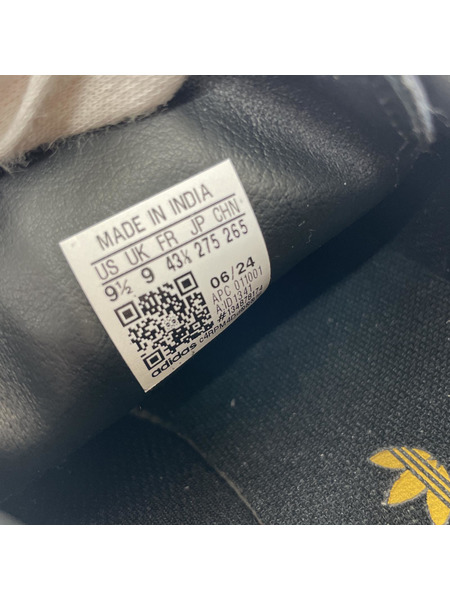 MADE IN INDIA
US UK FR JP CHN
9½ 9 43⅓ 275 265
06/24
APC 011001
adidas